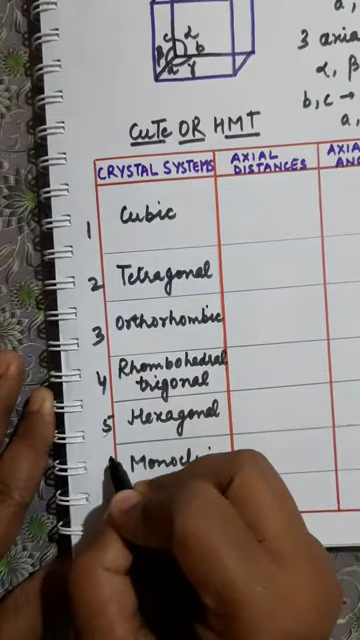 a,
c α
β b
a γ
3 axia
α, β
b, c →
a,
CUTe OR HMT
CRYSTAL SYSTEMS AXIAL DISTANCES AXIA ANG
1 Cubic
2 Tetragonal
3 Orthorhombic
4 Rhombohedral trigonal
5 Hexagonal
Monocli